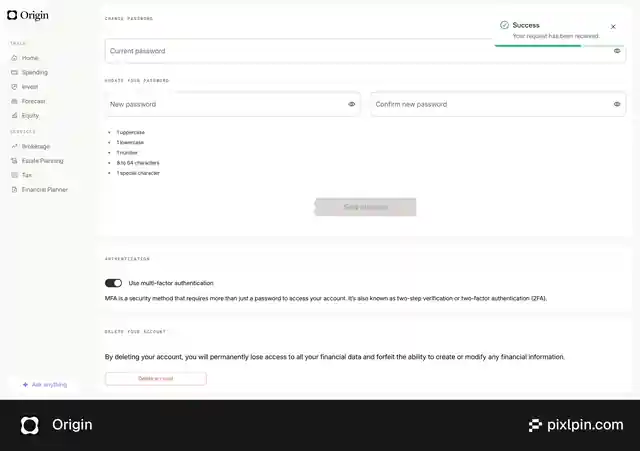 Origin
CHANGE PASSWORD
Success
Your request has been received.
Current password
TOOLS
Home
Spending
Invest
Forecast
Equity
SERVICES
Brokerage
Estate Planning
Tax
Financial Planner
UPDATE YOUR PASSWORD
New password
Confirm new password
1 uppercase
1 lowercase
1 number
8 to 64 characters
1 special character
AUTHENTICATION
Use multi-factor authentication
MFA is a security method that requires more than just a password to access your account. It's also known as two-step verification or two-factor authentication (2FA).
DELETE YOUR ACCOUNT
By deleting your account, you will permanently lose access to all your financial data and forfeit the ability to create or modify any financial information.
Delete account
Ask anything
Origin
pixlpin.com